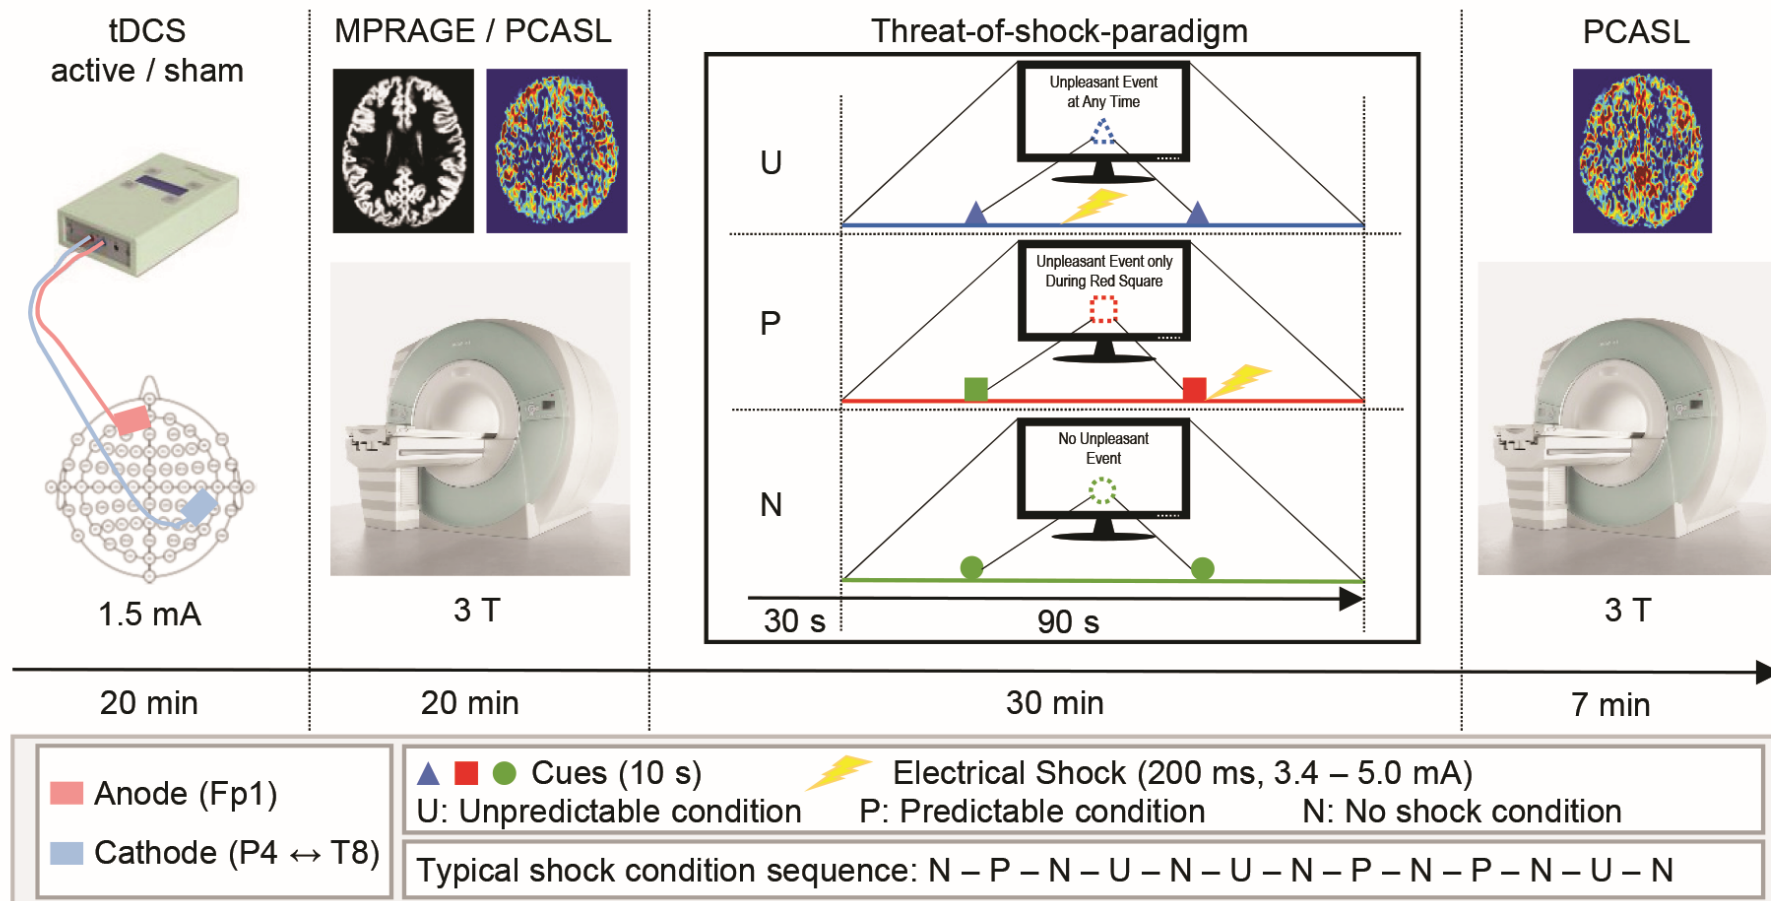 tDCS
active / sham
1.5 mA
20 min
MPRAGE / PCASL
3 T
20 min
Threat-of-shock-paradigm
U
Unpleasant Event
at Any Time
P
Unpleasant Event only
During Red Square
N
No Unpleasant
Event
30 s
90 s
30 min
PCASL
3 T
7 min
Anode (Fp1)
Cathode (P4 ↔ T8)
Cues (10 s)
Electrical Shock (200 ms, 3.4 – 5.0 mA)
U: Unpredictable condition
P: Predictable condition
N: No shock condition
Typical shock condition sequence: N – P – N – U – N – U – N – P – N – P – N – U – N